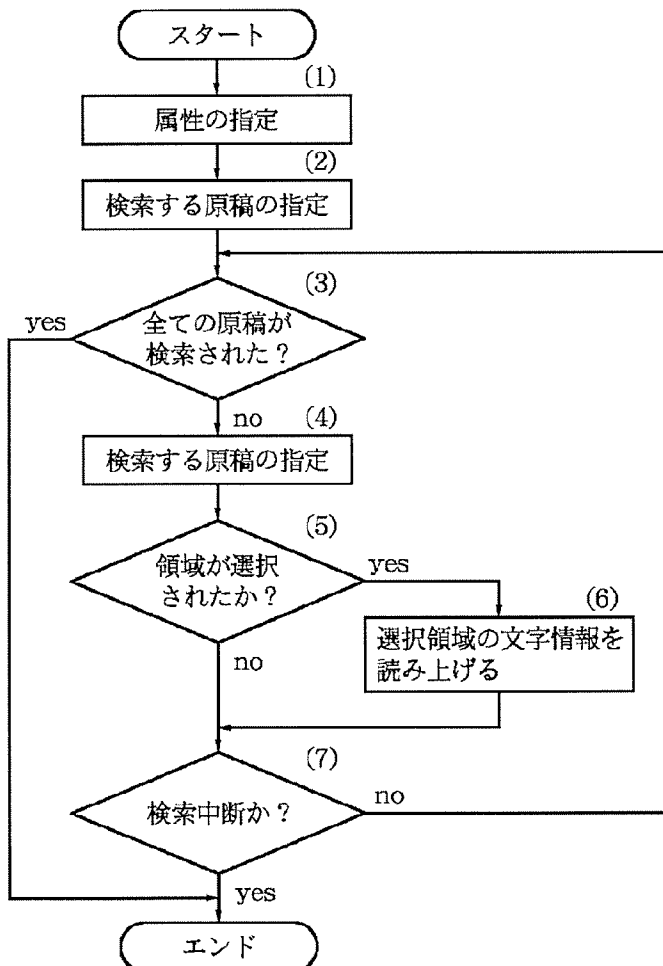 スタート
(1)
属性の指定
(2)
検索する原稿の指定
(3)
全ての原稿が
検索された？
yes
no
(4)
検索する原稿の指定
(5)
領域が選択
されたか？
yes
no
(6)
選択領域の文字情報を
読み上げる
(7)
検索中断か？
no
yes
エンド